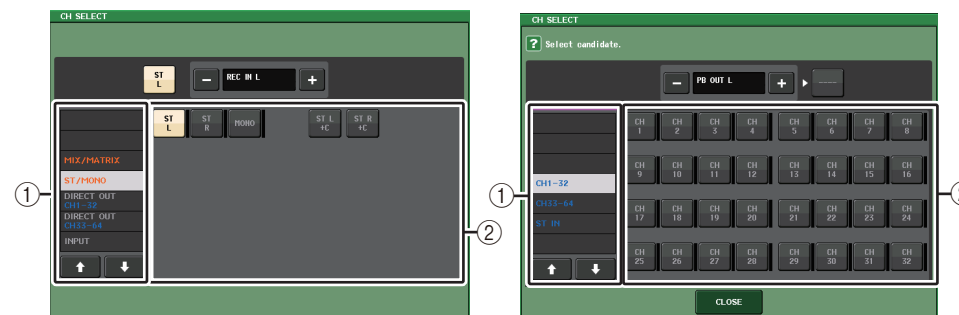 CH SELECT
ST L
−
REC IN L
+
ST L
ST R
MONO
ST L +C
ST R +C
MIX/MATRIX
ST/MONO
DIRECT OUT
CH1-32
DIRECT OUT
CH33-64
INPUT
1
2
CH SELECT
? Select candidate.
−
PB OUT L
+
----
CH1-32
CH33-64
ST IN
CH 1
CH 2
CH 3
CH 4
CH 5
CH 6
CH 7
CH 8
CH 9
CH 10
CH 11
CH 12
CH 13
CH 14
CH 15
CH 16
CH 17
CH 18
CH 19
CH 20
CH 21
CH 22
CH 23
CH 24
CH 25
CH 26
CH 27
CH 28
CH 29
CH 30
CH 31
CH 32
CLOSE
1